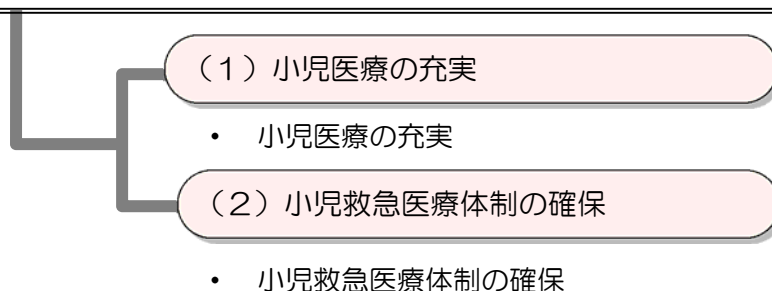 （１）小児医療の充実
・ 小児医療の充実
（２）小児救急医療体制の確保
・ 小児救急医療体制の確保